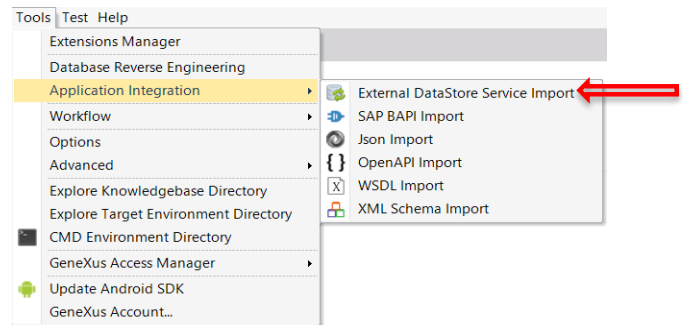 Tools Test Help
Extensions Manager
Database Reverse Engineering
Application Integration
Workflow
Options
Advanced
Explore Knowledgebase Directory
Explore Target Environment Directory
CMD Environment Directory
GeneXus Access Manager
Update Android SDK
GeneXus Account...
External DataStore Service Import
SAP BAPI Import
Json Import
{ } OpenAPI Import
X WSDL Import
XML Schema Import